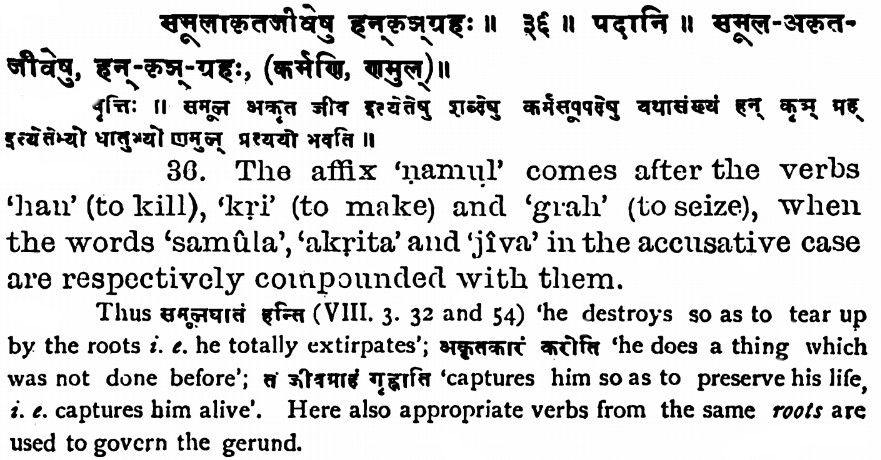 समूलाकृतजीवेषु हन्कृञ्ग्रहः ॥ ३६ ॥ पदानि ॥ समूल-अकृत-
जीवेषु, हन्-कृञ्-ग्रहः, (कर्मणि, णमुल्)॥
वृत्तिः ॥ समूल अकृत जीव इत्येतेषु शब्देषु कर्मसूपपदेषु यथासंख्यं हन् कृञ् ग्रह्
इत्येतेभ्यो धातुभ्यो णमुल् प्रत्ययो भवति ॥
36. The affix ‘ṇamuḷ’ comes after the verbs
‘han’ (to kill), ‘kṛi’ (to make) and ‘grah’ (to seize), when
the words ‘samûla’, ‘akṛita’ and ‘jîva’ in the accusative case
are respectively compounded with them.
Thus समूलघातं हन्ति (VIII. 3. 32 and 54) ‘he destroys so as to tear up
by the roots i. e. he totally extirpates’; अकृतकारं करोति ‘he does a thing which
was not done before’; तं जीवग्राहं गृह्णाति ‘captures him so as to preserve his life,
i. e. captures him alive’. Here also appropriate verbs from the same roots are
used to govern the gerund.